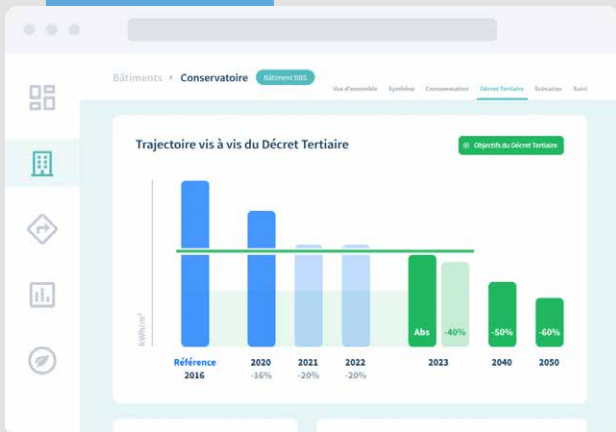 Bâtiments › Conservatoire Bâtiment BBS
Vue d'ensemble Synthèse Consommation Décret Tertiaire Scénarios Suivi
Trajectoire vis à vis du Décret Tertiaire
Objectifs du Décret Tertiaire
kWh/m²
Abs -40% -50% -60%
Référence 2020 2021 2022 2023 2040 2050
2016 -16% -20% -20%